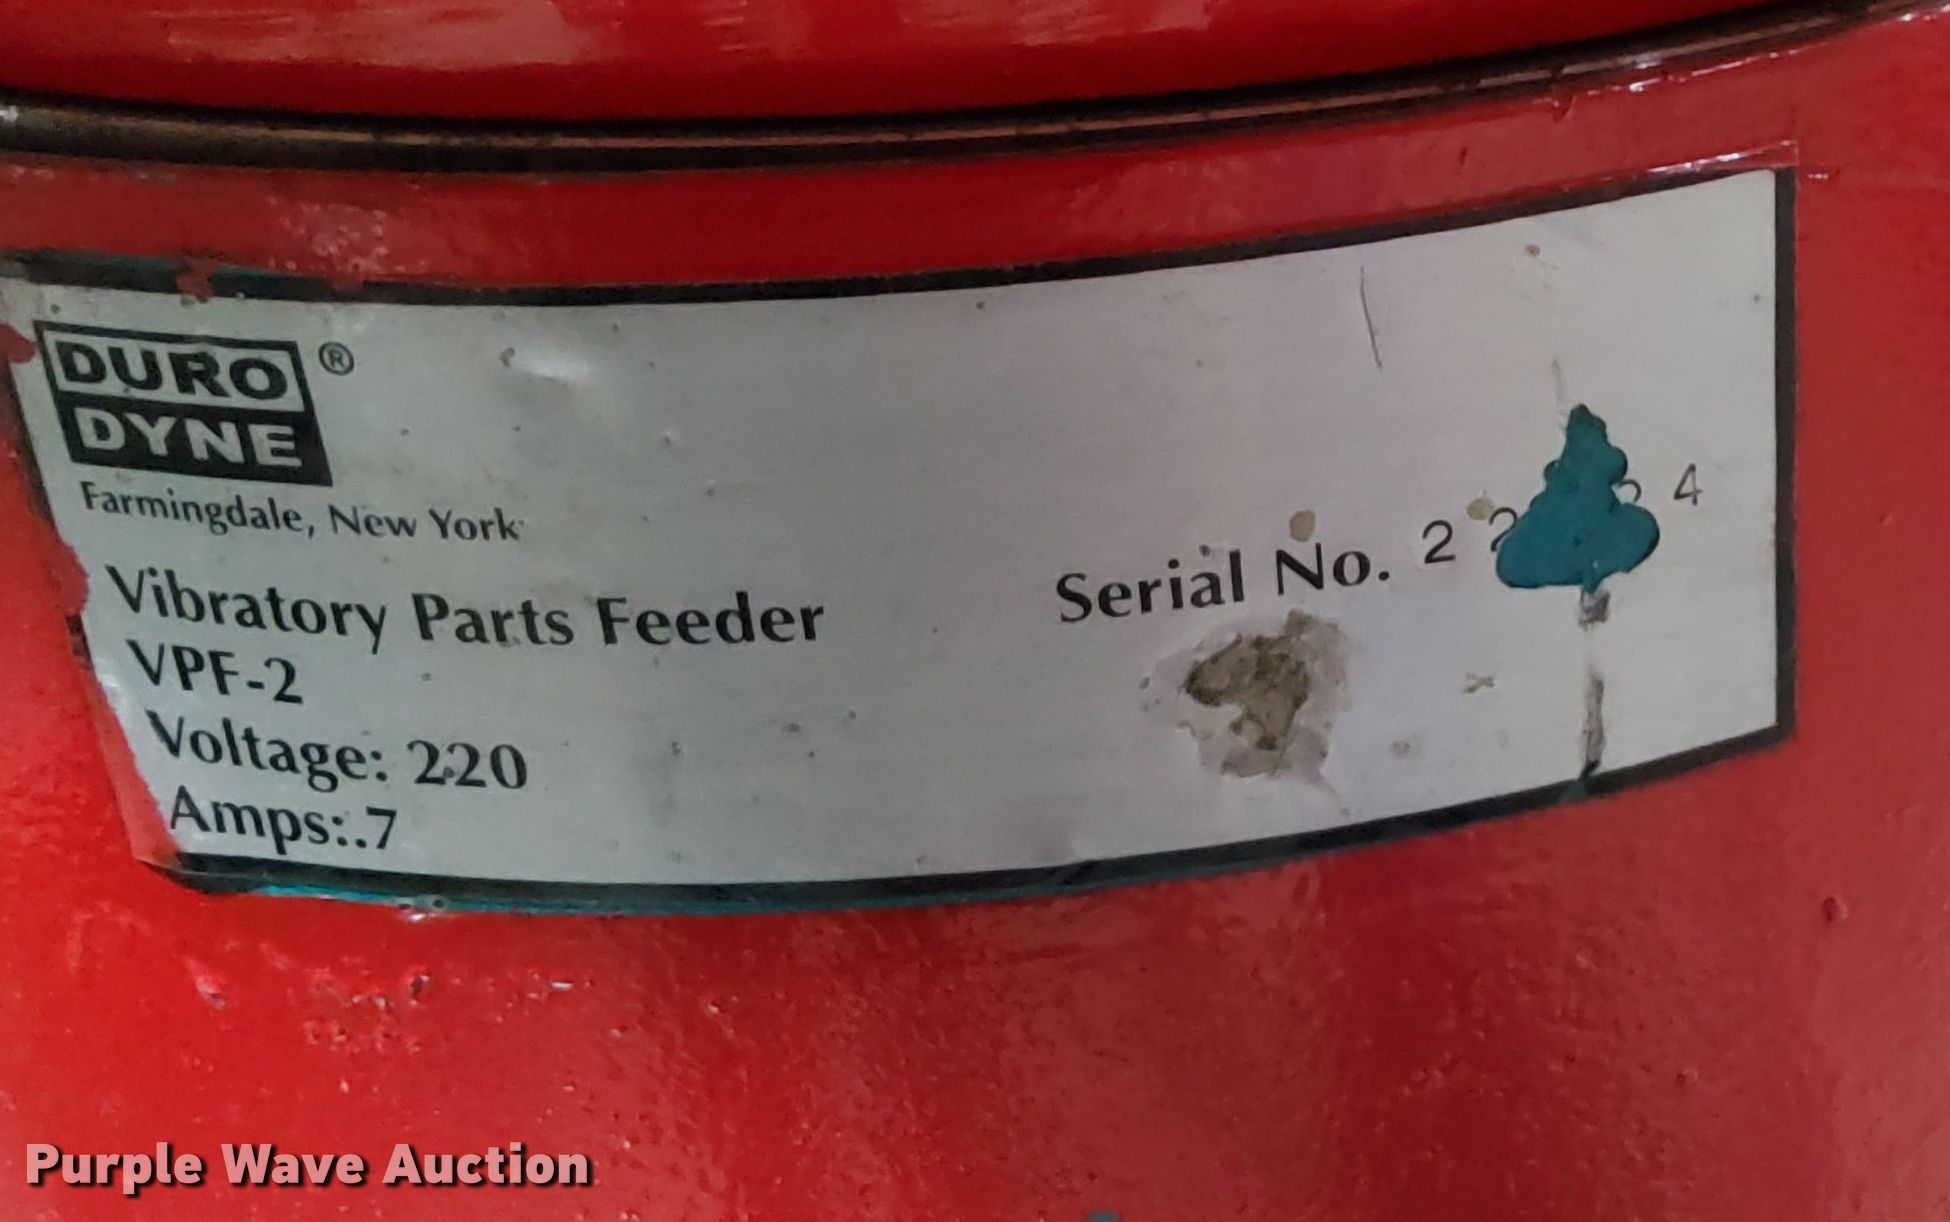 DURO ®
DYNE
Farmingdale, New York
Vibratory Parts Feeder
VPF-2
Voltage: 220
Amps:.7
Serial No.
Purple Wave Auction